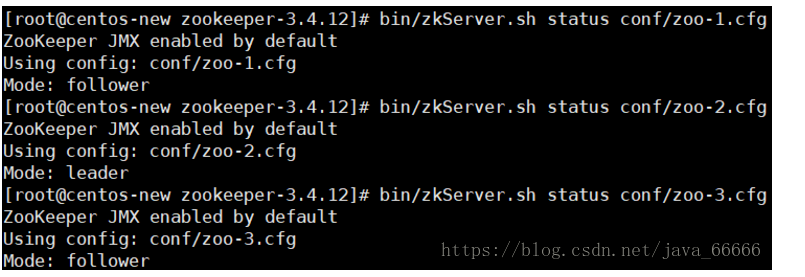 [root@centos-new zookeeper-3.4.12]# bin/zkServer.sh status conf/zoo-1.cfg
ZooKeeper JMX enabled by default
Using config: conf/zoo-1.cfg
Mode: follower
[root@centos-new zookeeper-3.4.12]# bin/zkServer.sh status conf/zoo-2.cfg
ZooKeeper JMX enabled by default
Using config: conf/zoo-2.cfg
Mode: leader
[root@centos-new zookeeper-3.4.12]# bin/zkServer.sh status conf/zoo-3.cfg
ZooKeeper JMX enabled by default
Using config: conf/zoo-3.cfg
https://blog.csdn.net/java_66666
Mode: follower